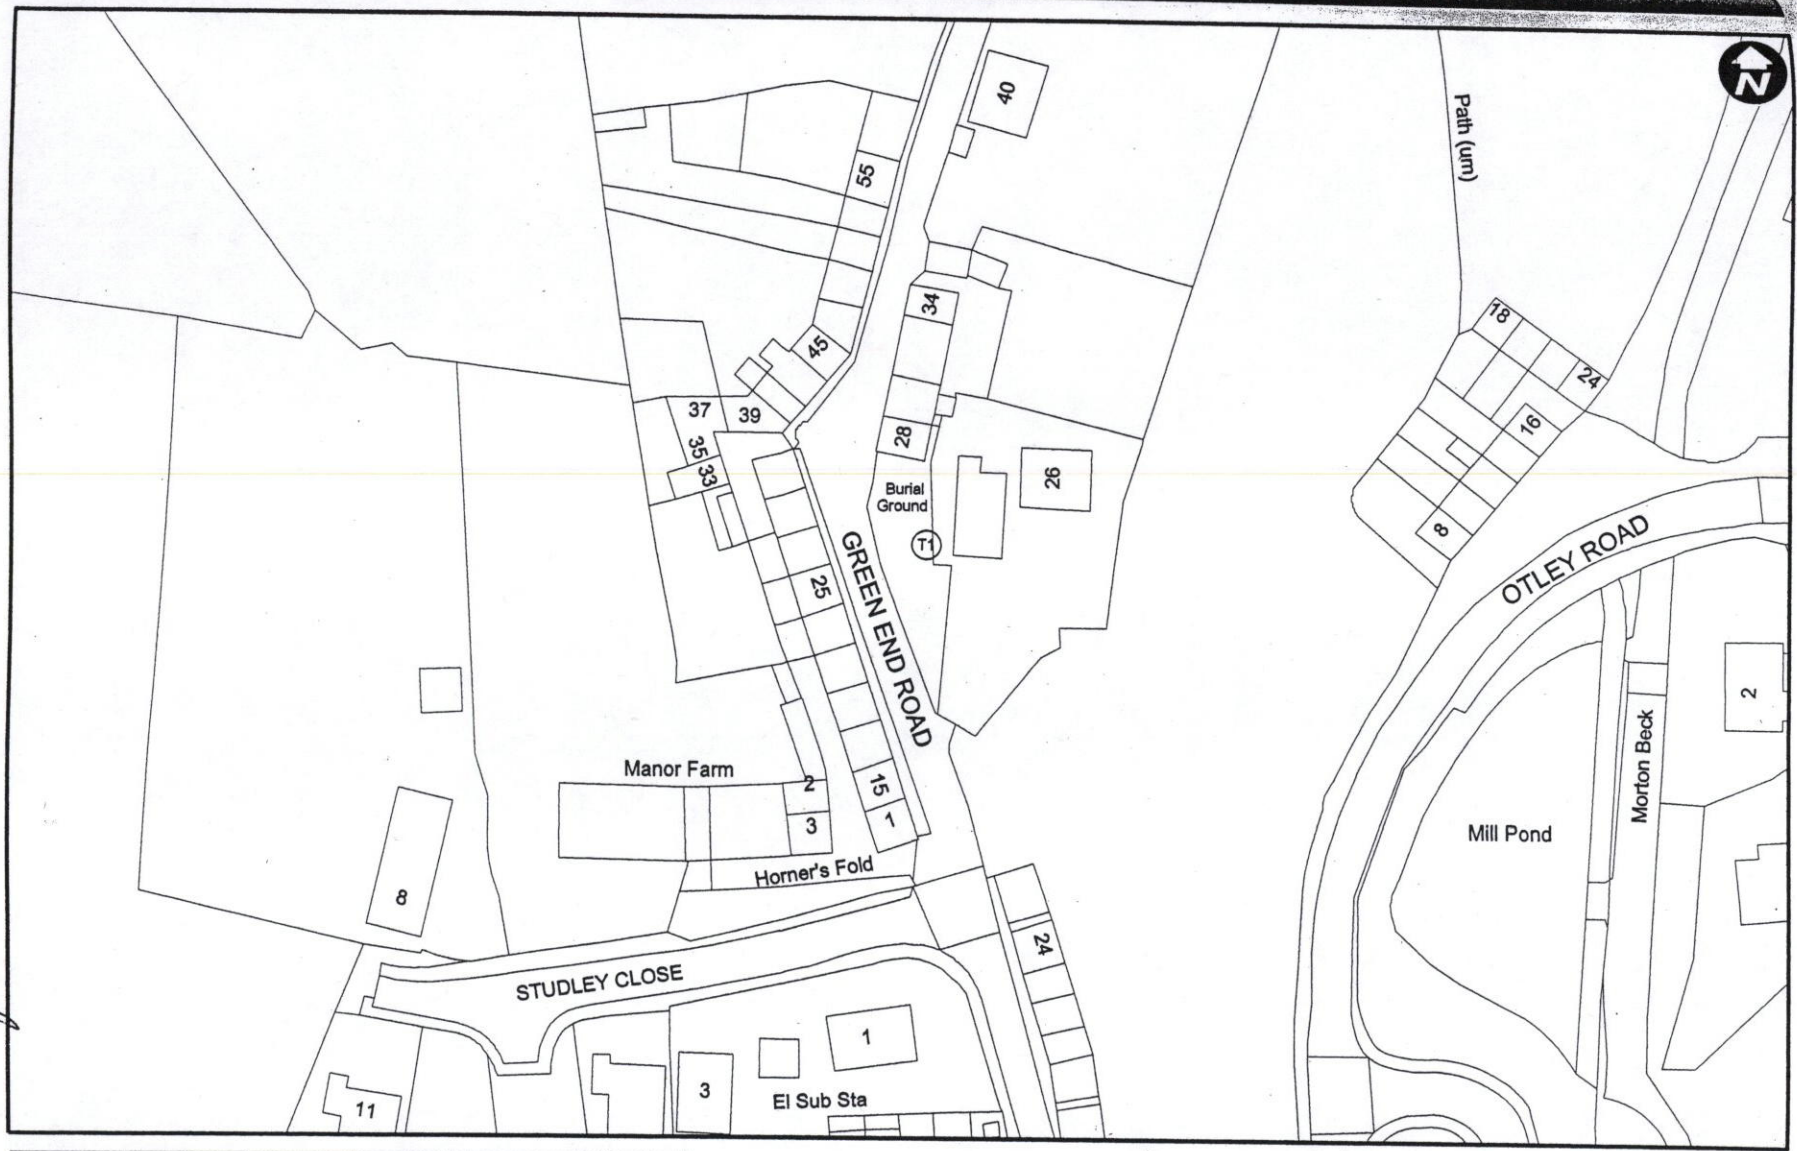 N
40
Path (um)
55
18
34
45
24
37
39
16
28
35
33
26
Burial
Ground
8
T1
OTLEY ROAD
GREEN END ROAD
25
2
Morton Beck
Manor Farm
2
15
3
1
Mill Pond
Horner's Fold
8
24
STUDLEY CLOSE
1
3
El Sub Sta
11